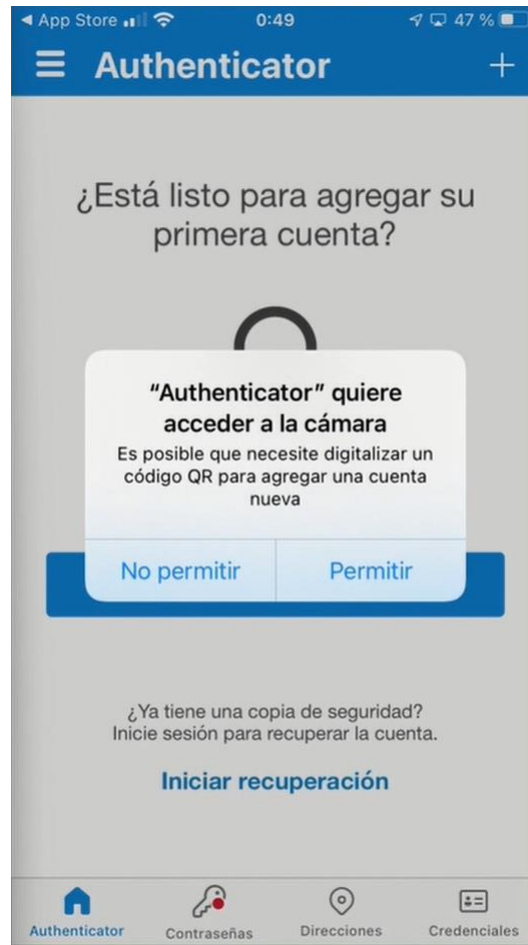 App Store 0:49 47 %
Authenticator
¿Está listo para agregar su
primera cuenta?
“Authenticator” quiere
acceder a la cámara
Es posible que necesite digitalizar un
código QR para agregar una cuenta
nueva
No permitir Permitir
¿Ya tiene una copia de seguridad?
Inicie sesión para recuperar la cuenta.
Iniciar recuperación
Authenticator Contraseñas Direcciones Credenciales